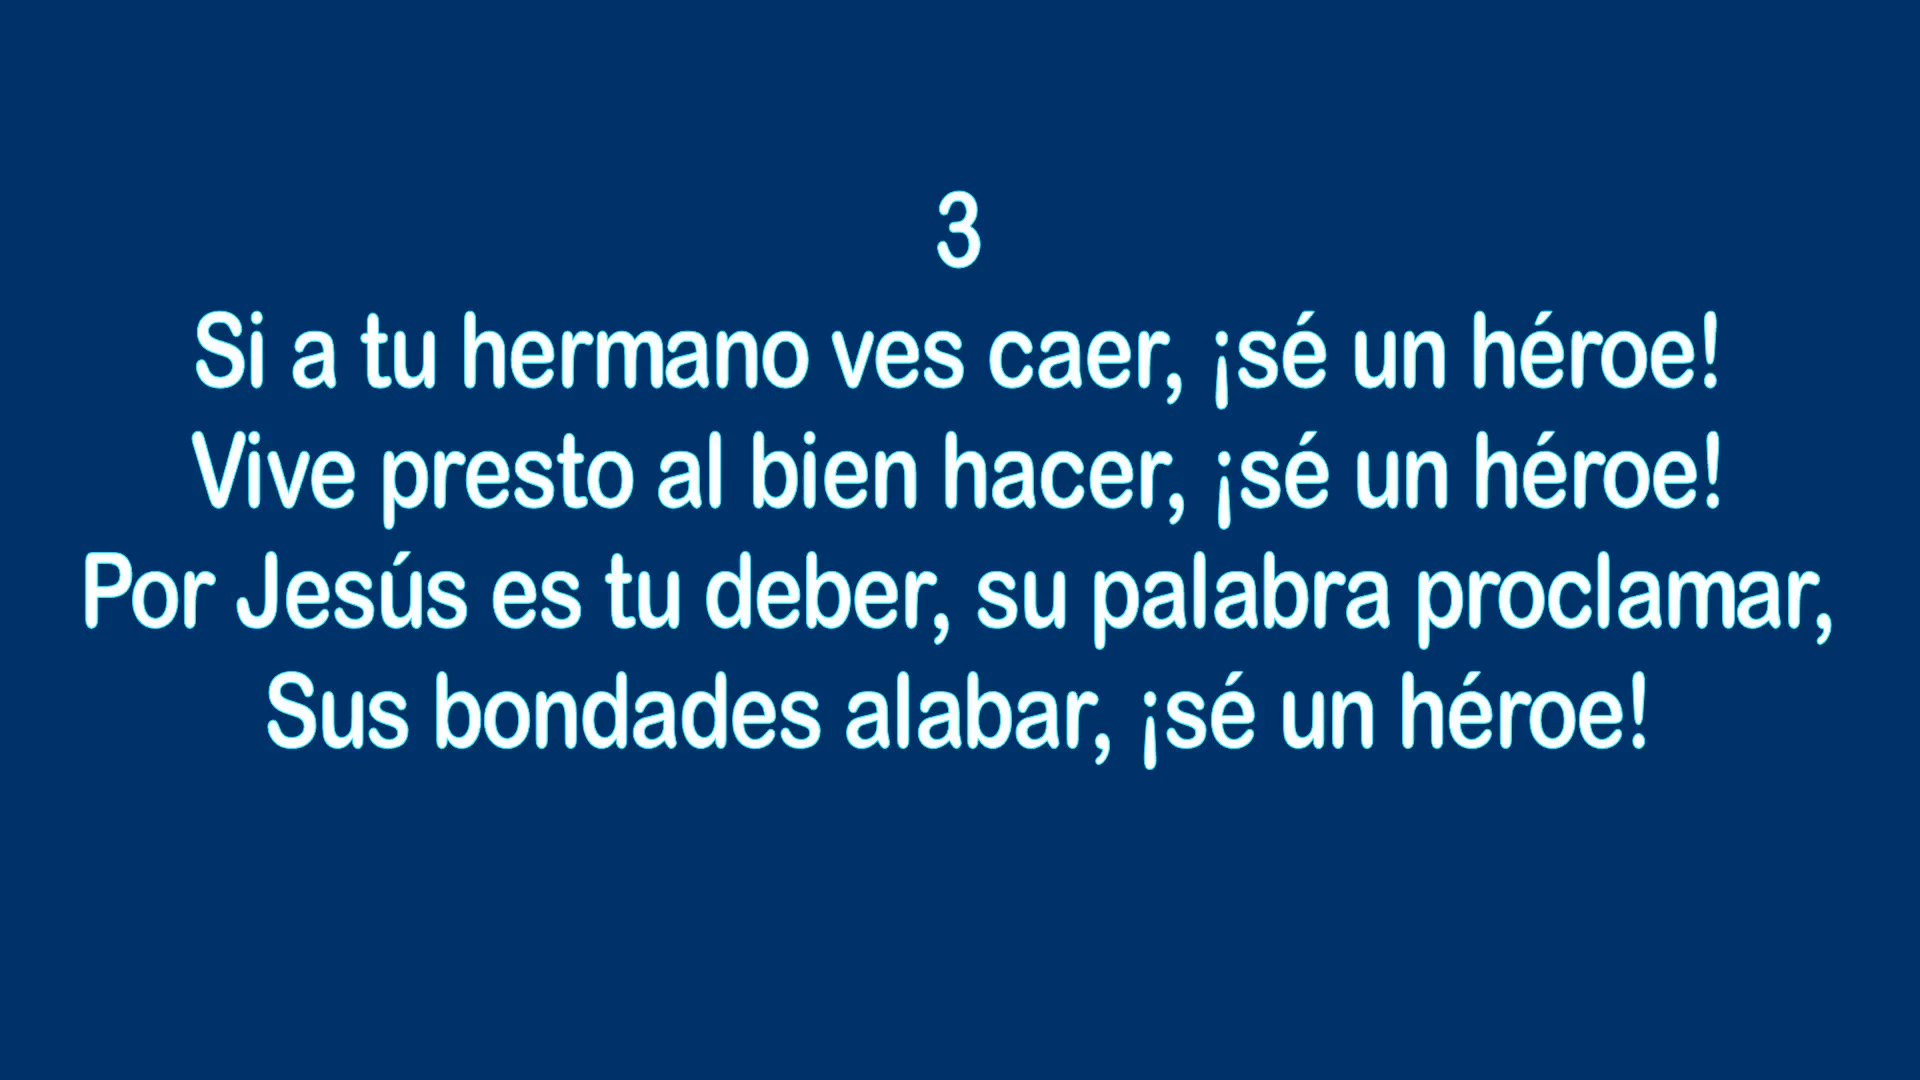 3
Si a tu hermano ves caer, ¡sé un héroe!
Vive presto al bien hacer, ¡sé un héroe!
Por Jesús es tu deber, su palabra proclamar,
Sus bondades alabar, ¡sé un héroe!